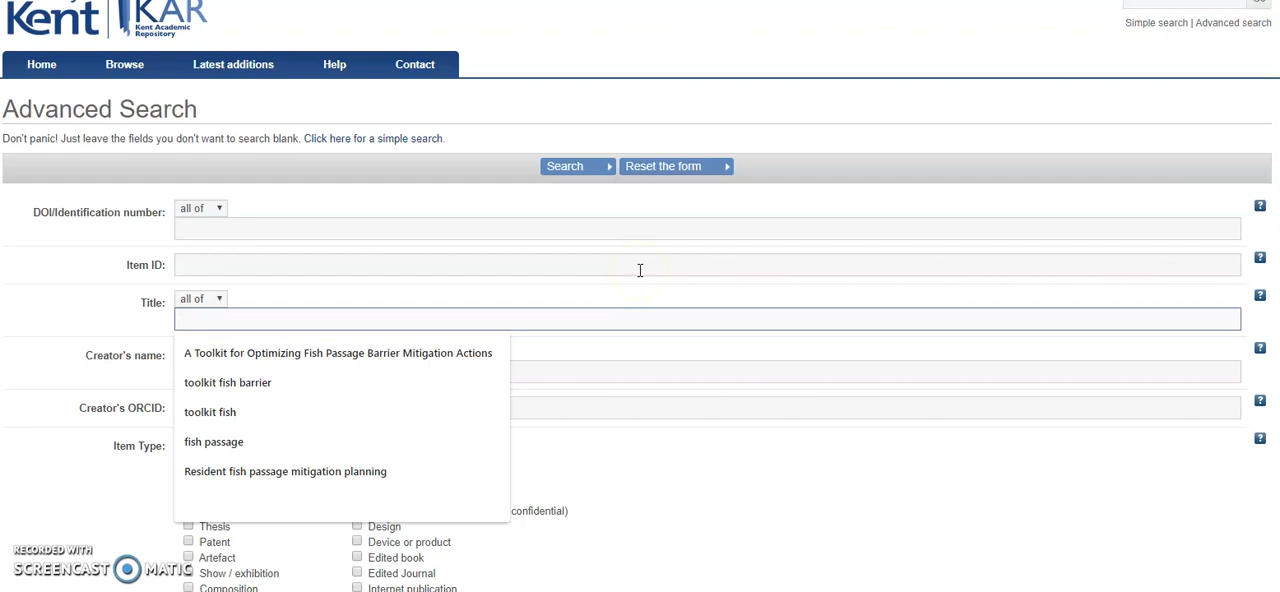 Kent
KAR
Kent Academic
Repository
Simple search | Advanced search
Home Browse Latest additions Help Contact
Advanced Search
Don't panic! Just leave the fields you don't want to search blank. Click here for a simple search.
Search Reset the form
DOI/Identification number: all of
Item ID:
Title: all of
A Toolkit for Optimizing Fish Passage Barrier Mitigation Actions
Creator's name:
toolkit fish barrier
Creator's ORCID:
toolkit fish
Item Type:
fish passage
Resident fish passage mitigation planning
confidential)
Thesis Design
Patent Device or product
Artefact Edited book
Show / exhibition Edited Journal
Composition Internet publication
RECORDED WITH
SCREENCAST MATIC